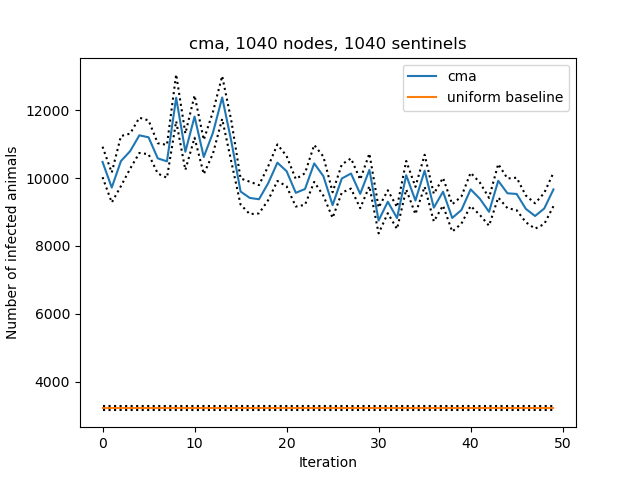 cma, 1040 nodes, 1040 sentinels
cma
uniform baseline
Number of infected animals
12000
10000
8000
6000
4000
0 10 20 30 40 50
Iteration